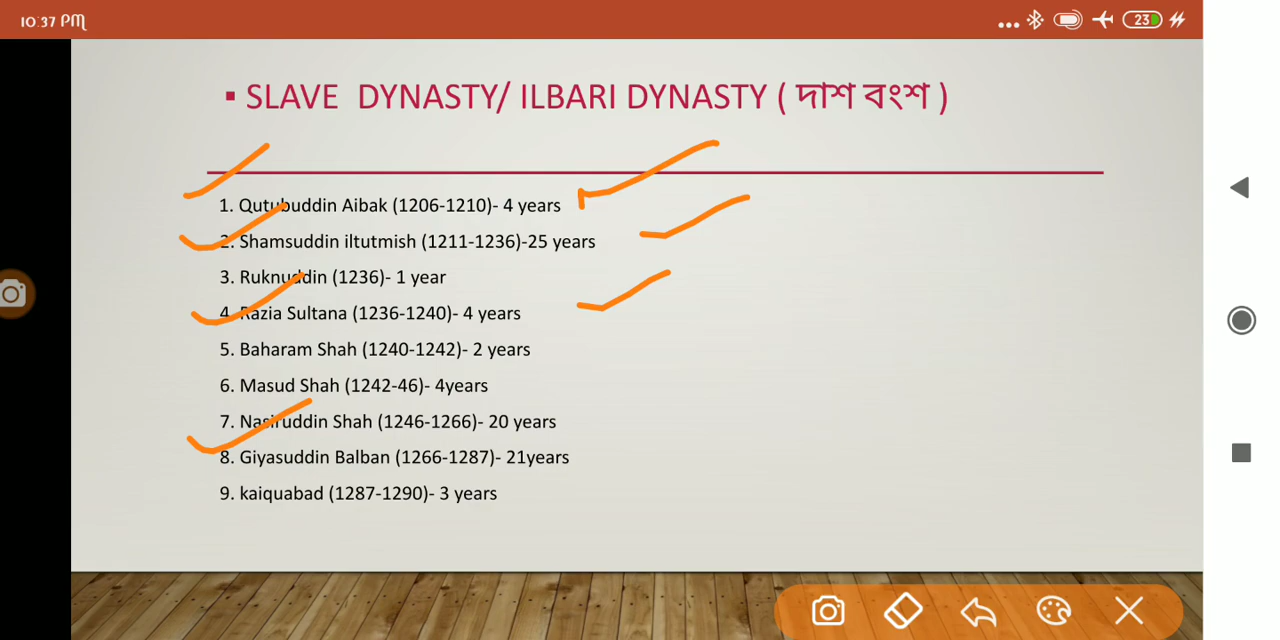 10:37 PM
23
▪ SLAVE DYNASTY/ ILBARI DYNASTY ( দাশ বংশ )
1. Qutubuddin Aibak (1206-1210)- 4 years
2. Shamsuddin iltutmish (1211-1236)-25 years
3. Ruknuddin (1236)- 1 year
4. Razia Sultana (1236-1240)- 4 years
5. Baharam Shah (1240-1242)- 2 years
6. Masud Shah (1242-46)- 4years
7. Nasiruddin Shah (1246-1266)- 20 years
8. Giyasuddin Balban (1266-1287)- 21years
9. kaiquabad (1287-1290)- 3 years